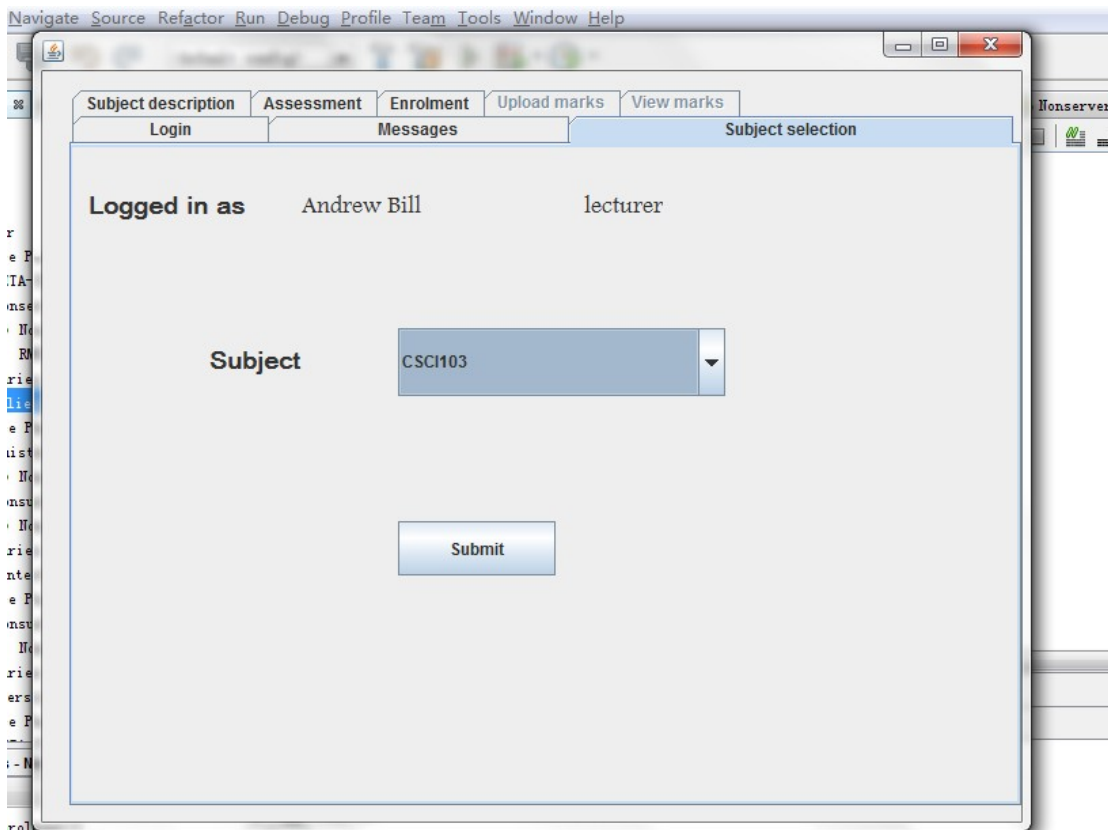 Navigate Source Refactor Run Debug Profile Team Tools Window Help
Subject description Assessment Enrolment Upload marks View marks
Login Messages Subject selection
Logged in as Andrew Bill lecturer
Subject CSCI103
Submit